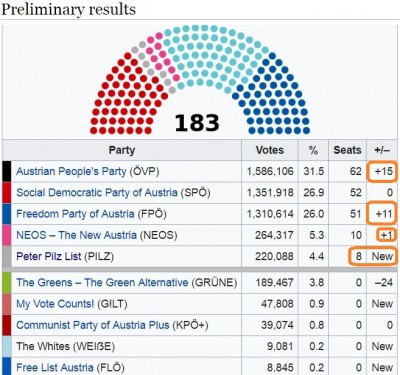 Preliminary results
183
Party Votes % Seats +/–
Austrian People's Party (ÖVP) 1,586,106 31.5 62 +15
Social Democratic Party of Austria (SPÖ) 1,351,918 26.9 52 0
Freedom Party of Austria (FPÖ) 1,310,614 26.0 51 +11
NEOS – The New Austria (NEOS) 264,317 5.3 10 +1
Peter Pilz List (PILZ) 220,088 4.4 8 New
The Greens – The Green Alternative (GRÜNE) 189,467 3.8 0 –24
My Vote Counts! (GILT) 47,808 0.9 0 New
Communist Party of Austria Plus (KPÖ+) 39,074 0.8 0 0
The Whites (WEIẞE) 9,081 0.2 0 New
Free List Austria (FLÖ) 8,845 0.2 0 New